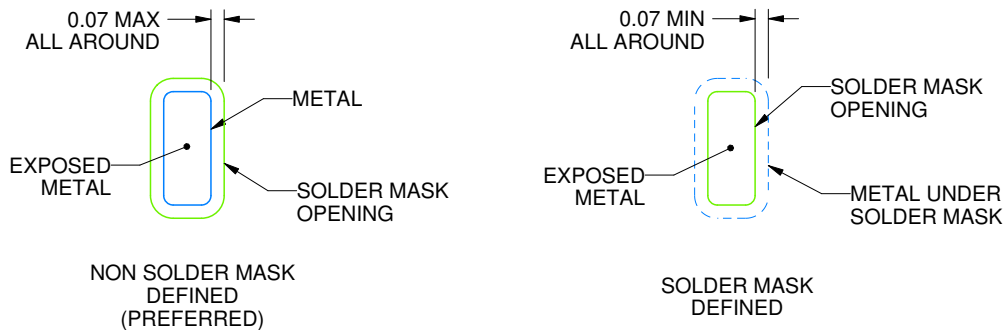 0.07 MAX
ALL AROUND
METAL
EXPOSED
METAL
SOLDER MASK
OPENING
NON SOLDER MASK
DEFINED
(PREFERRED)
0.07 MIN
ALL AROUND
SOLDER MASK
OPENING
EXPOSED
METAL
METAL UNDER
SOLDER MASK
SOLDER MASK
DEFINED